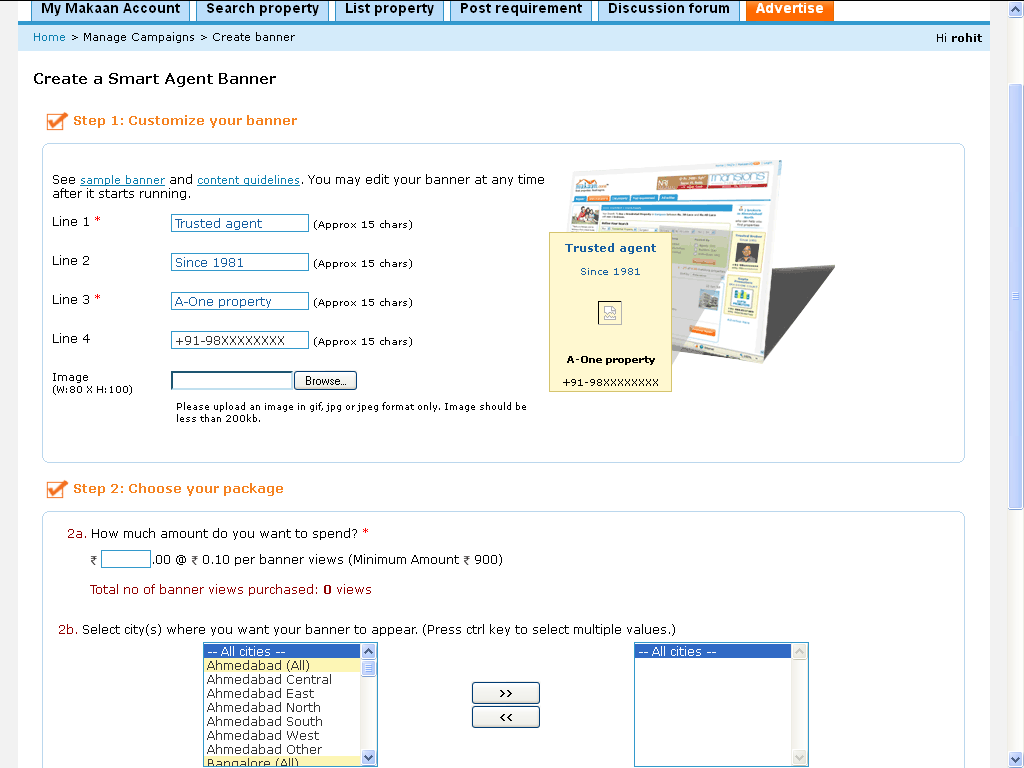 My Makaan Account Search property List property Post requirement Discussion forum Advertise
Home > Manage Campaigns > Create banner
Hi rohit
Create a Smart Agent Banner
Step 1: Customize your banner
See sample banner and content guidelines. You may edit your banner at any time
after it starts running.
Line 1 * Trusted agent (Approx 15 chars)
Line 2 Since 1981 (Approx 15 chars)
Line 3 * A-One property (Approx 15 chars)
Line 4 +91-98XXXXXXXX (Approx 15 chars)
Image Browse...
(W:80 X H:100)
Please upload an image in gif, jpg or jpeg format only. Image should be
less than 200kb.
Trusted agent
Since 1981
A-One property
+91-98XXXXXXXX
Step 2: Choose your package
2a. How much amount do you want to spend? *
₹ .00 @ ₹ 0.10 per banner views (Minimum Amount ₹ 900)
Total no of banner views purchased: 0 views
2b. Select city(s) where you want your banner to appear. (Press ctrl key to select multiple values.)
-- All cities --
Ahmedabad (All)
Ahmedabad Central
Ahmedabad East
Ahmedabad North
Ahmedabad South
Ahmedabad West
Ahmedabad Other
Bangalore (All)
>>
<<
-- All cities --